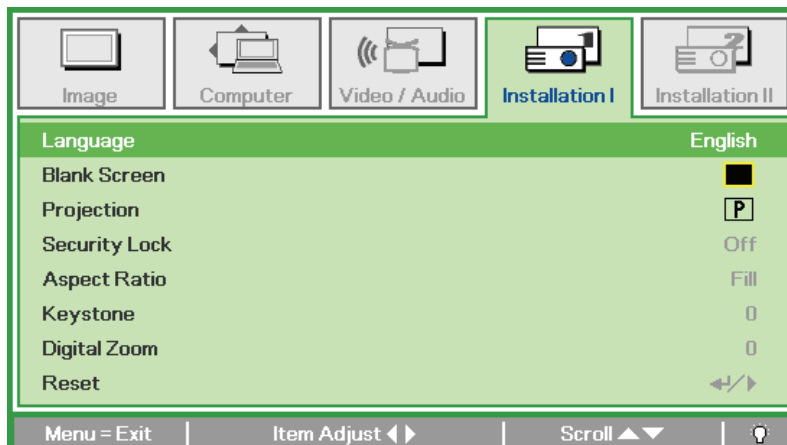 Image Computer Video / Audio Installation I Installation II
Language English
Blank Screen
Projection P
Security Lock Off
Aspect Ratio Fill
Keystone 0
Digital Zoom 0
Reset
Menu = Exit Item Adjust Scroll